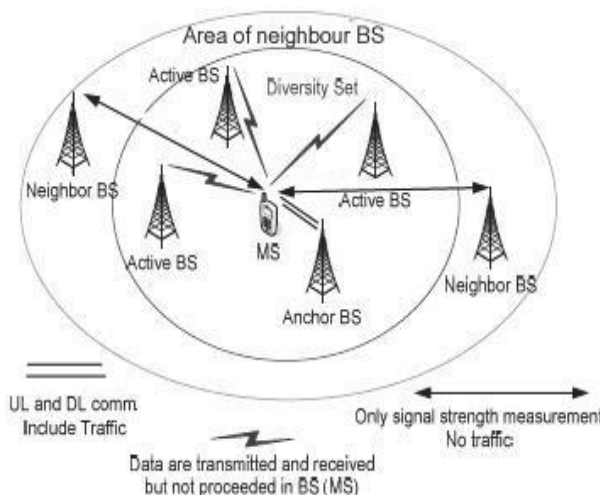 Area of neighbour BS
Active BS
Diversity Set
Neighbor BS
Active BS
Active BS
MS
Neighbor BS
Anchor BS
UL and DL comm.
Include Traffic
Only signal strength measurement
No traffic
Data are transmitted and received
but not proceeded in BS (MS)